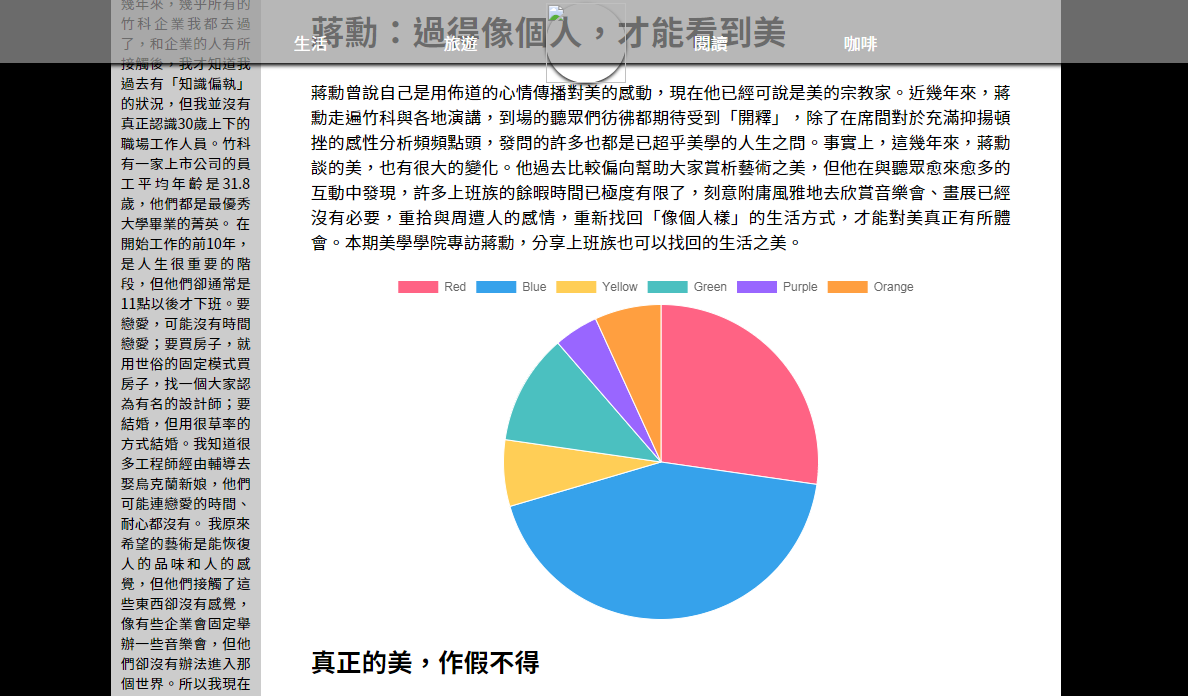 生活
旅遊
閱讀
咖啡
蔣勳：過得像個人，才能看到美
幾年來，幾乎所有的
竹科企業我都去過
了，和企業的人有所
接觸後，我才知道我
過去有「知識偏執」
的狀況，但我並沒有
真正認識30歲上下的
職場工作人員。竹科
有一家上市公司的員
工平均年齡是31.8
歲，他們都是最優秀
大學畢業的菁英。 在
開始工作的前10年，
是人生很重要的階
段，但他們卻通常是
11點以後才下班。要
戀愛，可能沒有時間
戀愛；要買房子，就
用世俗的固定模式買
房子，找一個大家認
為有名的設計師；要
結婚，但用很草率的
方式結婚。我知道很
多工程師經由輔導去
娶烏克蘭新娘，他們
可能連戀愛的時間、
耐心都沒有。 我原來
希望的藝術是能恢復
人的品味和人的感
覺，但他們接觸了這
些東西卻沒有感覺，
像有些企業會固定舉
辦一些音樂會，但他
們卻沒有辦法進入那
個世界。所以我現在
蔣勳曾說自己是用佈道的心情傳播對美的感動，現在他已經可說是美的宗教家。近幾年來，蔣
勳走遍竹科與各地演講，到場的聽眾們彷彿都期待受到「開釋」，除了在席間對於充滿抑揚頓
挫的感性分析頻頻點頭，發問的許多也都是已超乎美學的人生之問。事實上，這幾年來，蔣勳
談的美，也有很大的變化。他過去比較偏向幫助大家賞析藝術之美，但他在與聽眾愈來愈多的
互動中發現，許多上班族的餘暇時間已極度有限了，刻意附庸風雅地去欣賞音樂會、畫展已經
沒有必要，重拾與周遭人的感情，重新找回「像個人樣」的生活方式，才能對美真正有所體
會。本期美學學院專訪蔣勳，分享上班族也可以找回的生活之美。
Red
Blue
Yellow
Green
Purple
Orange
真正的美，作假不得